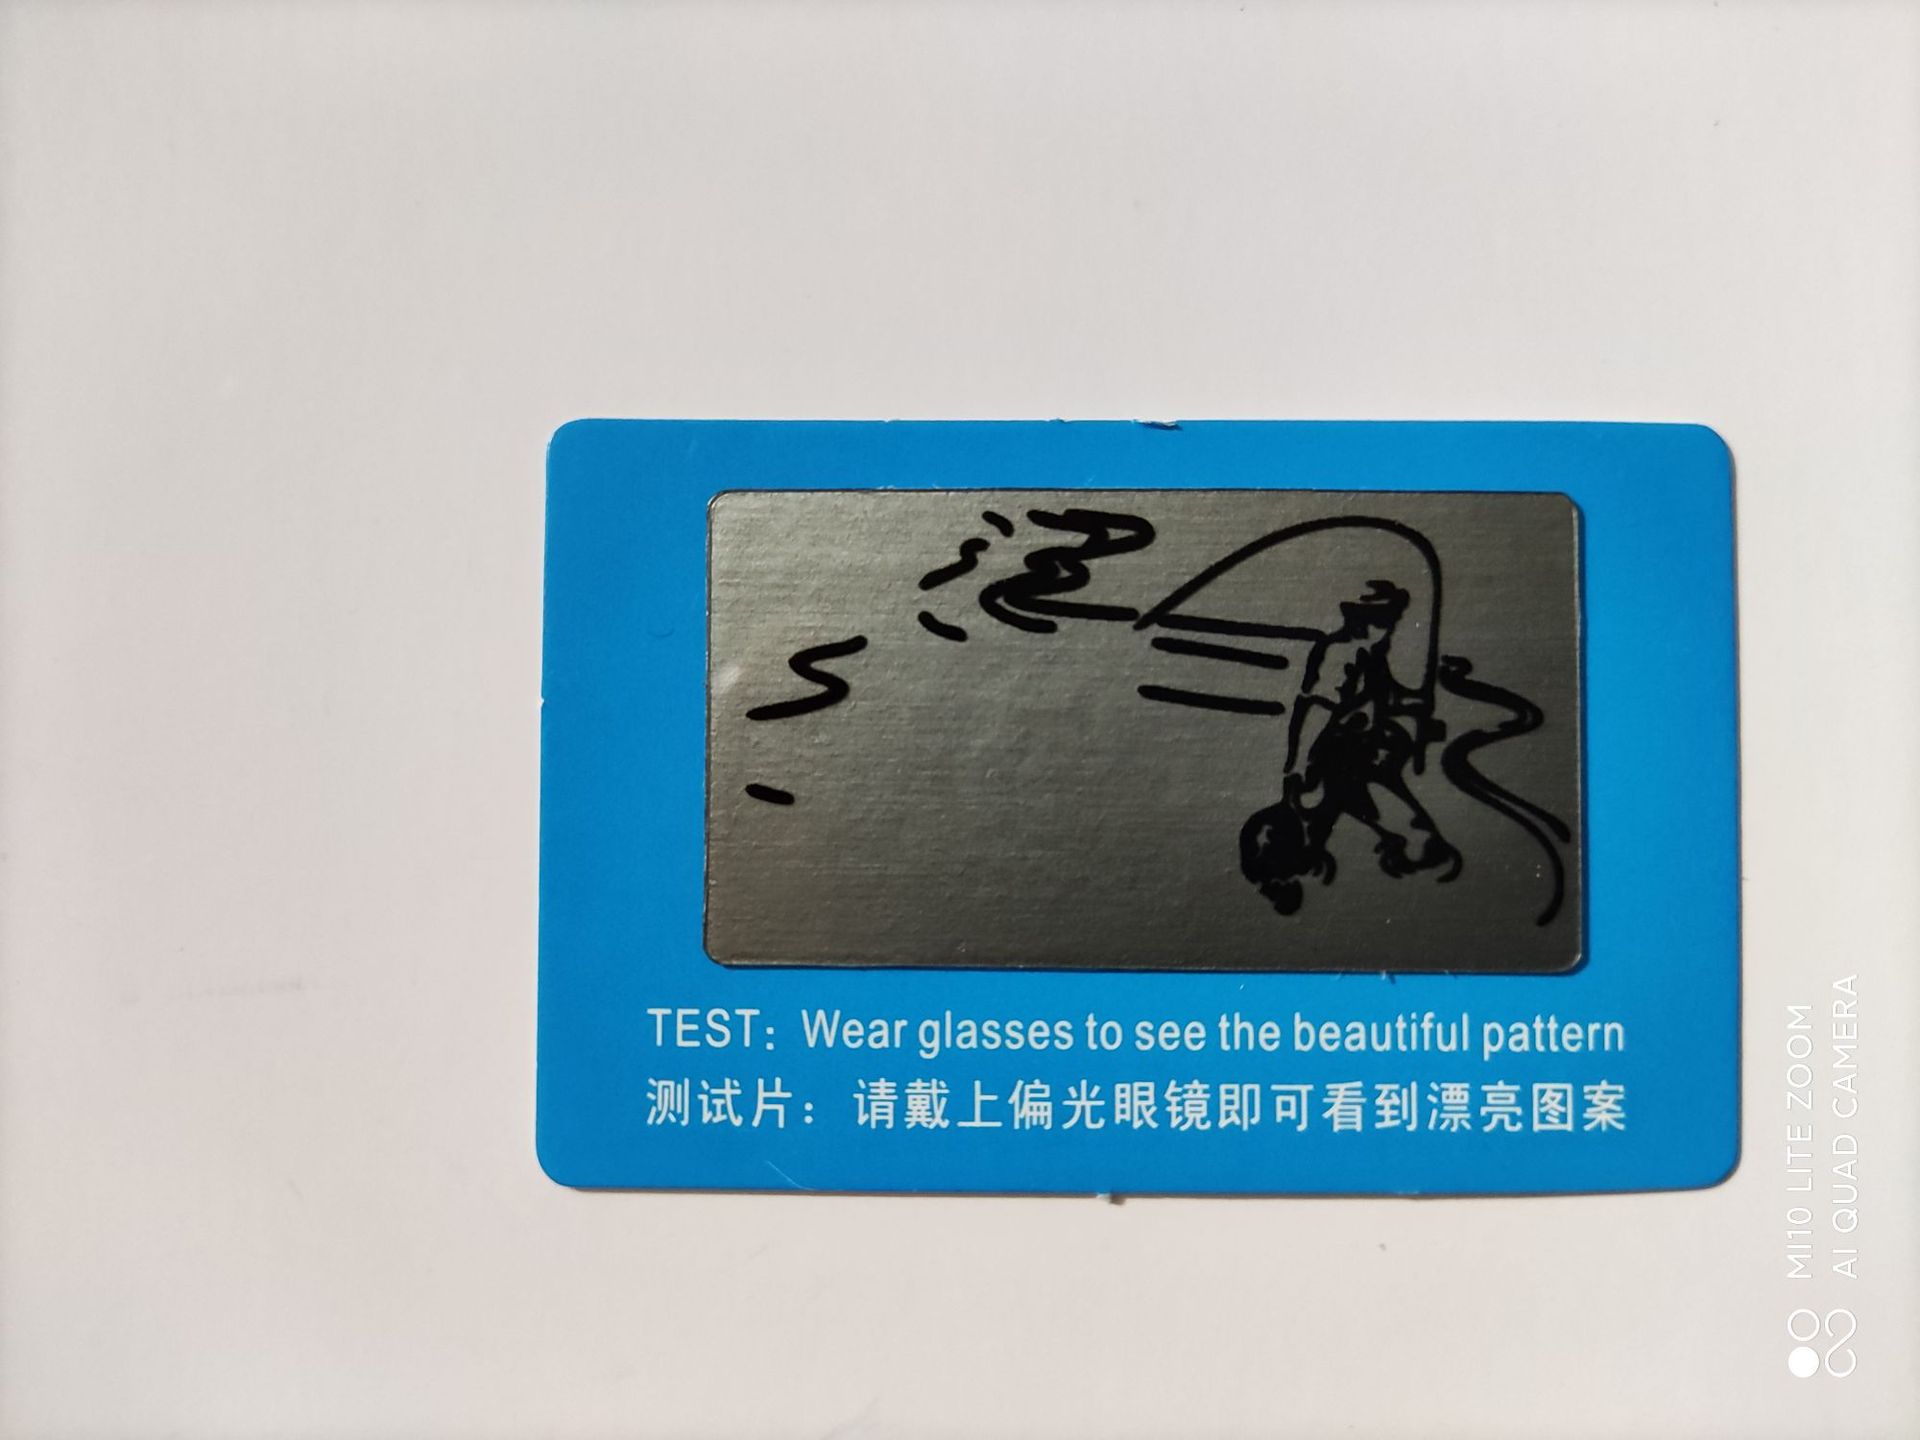 TEST: Wear glasses to see the beautiful pattern
测试片：请戴上偏光眼镜即可看到漂亮图案
MI10 LITE ZOOM
AI QUAD CAMERA